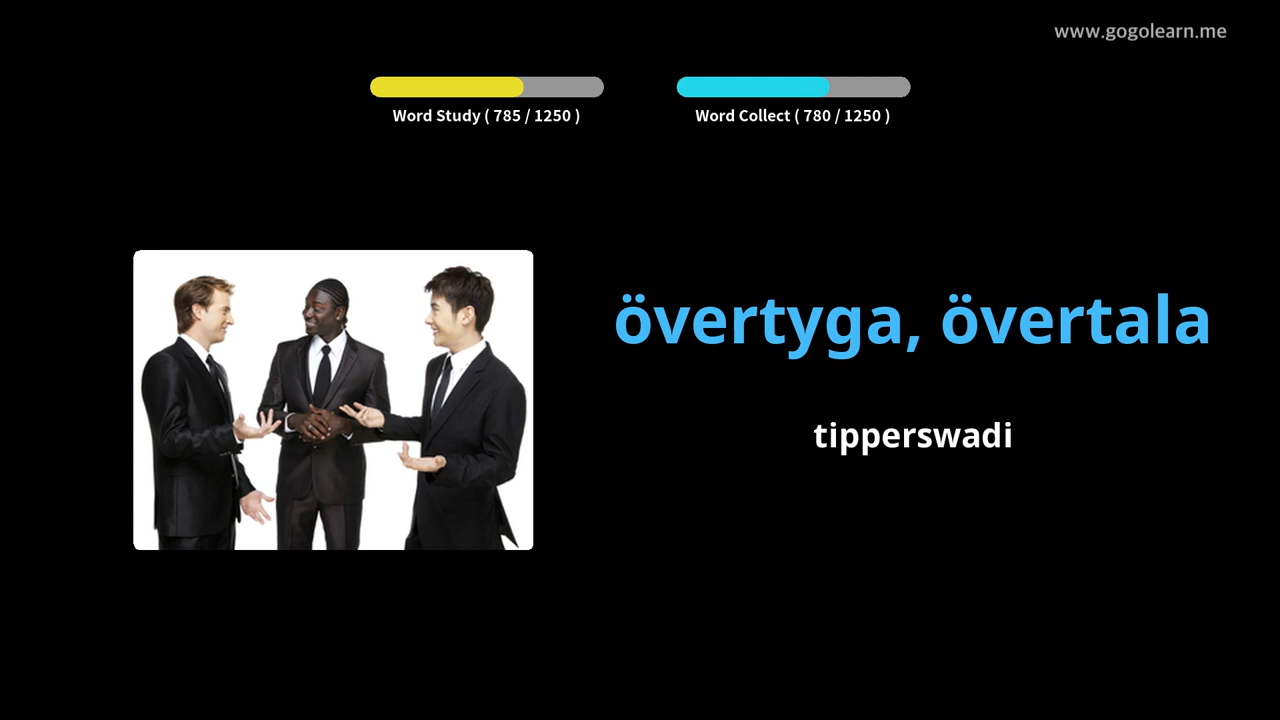 www.gogolearn.me
Word Study ( 785 / 1250 )
Word Collect ( 780 / 1250 )
övertyga, övertala
tipperswadi